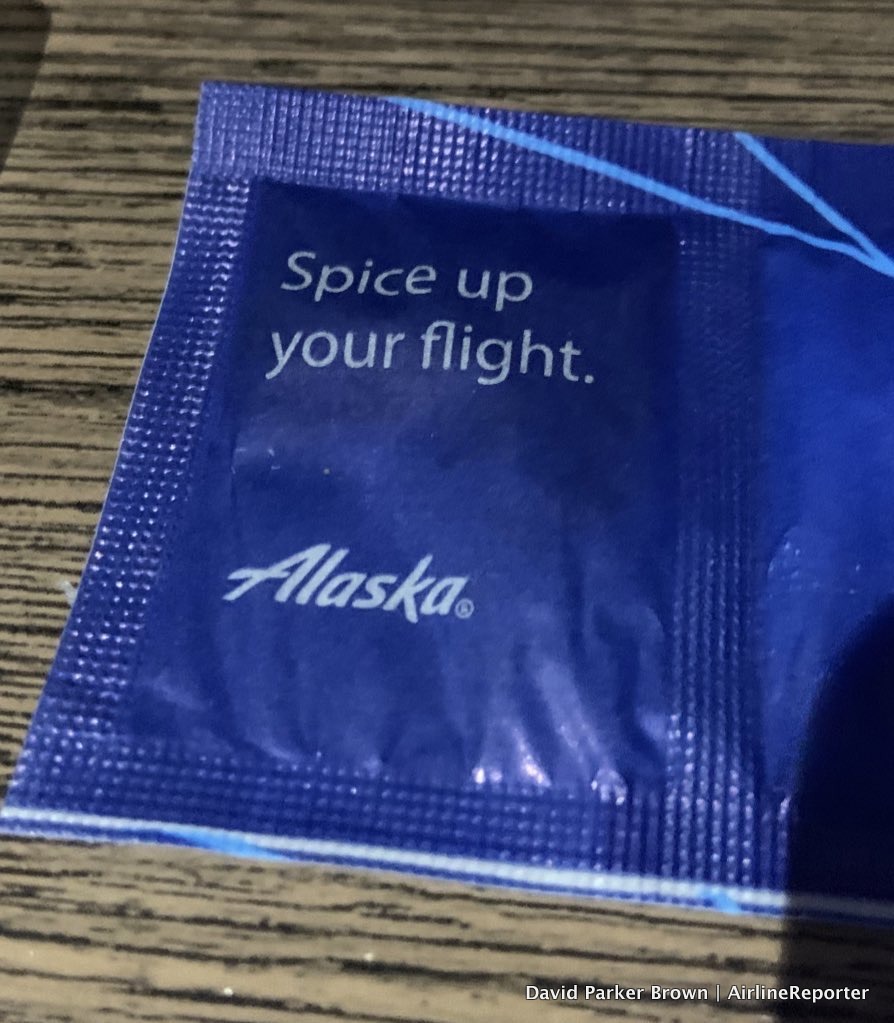 Spice up
your flight.
Alaska®
David Parker Brown | AirlineReporter